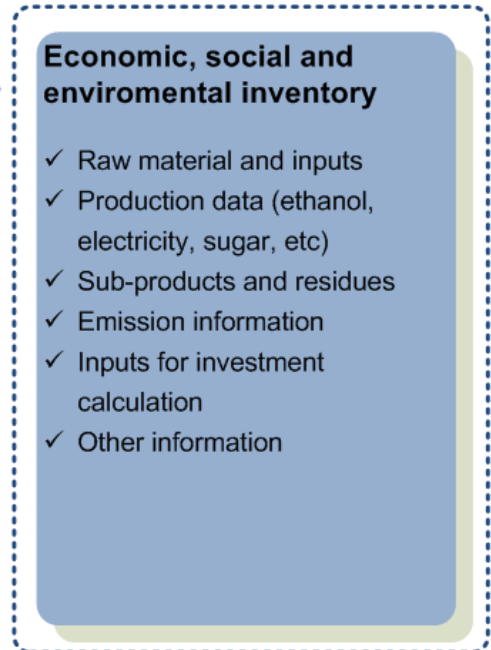 Economic, social and
enviromental inventory
✓ Raw material and inputs
✓ Production data (ethanol,
electricity, sugar, etc)
✓ Sub-products and residues
✓ Emission information
✓ Inputs for investment
calculation
✓ Other information